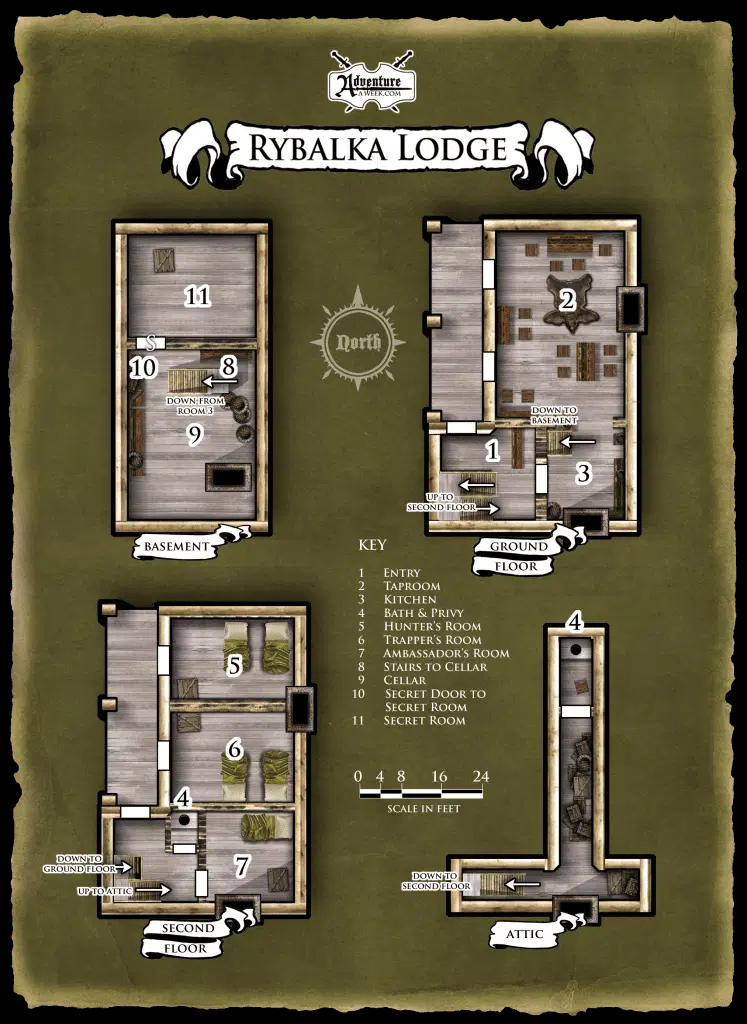 Adventure
A WEEK.COM
RYBALKA LODGE
11
S
10
8
DOWN FROM
ROOM 3
9
BASEMENT
North
2
DOWN TO
BASEMENT
1
3
UP TO
SECOND FLOOR
GROUND
FLOOR
KEY
1 ENTRY
2 TAPROOM
3 KITCHEN
4 BATH & PRIVY
5 HUNTER'S ROOM
6 TRAPPER'S ROOM
7 AMBASSADOR'S ROOM
8 STAIRS TO CELLAR
9 CELLAR
10 SECRET DOOR TO
SECRET ROOM
11 SECRET ROOM
0 4 8 16 24
SCALE IN FEET
5
6
4
7
DOWN TO
GROUND FLOOR
UP TO ATTIC
SECOND
FLOOR
4
DOWN TO
SECOND FLOOR
ATTIC